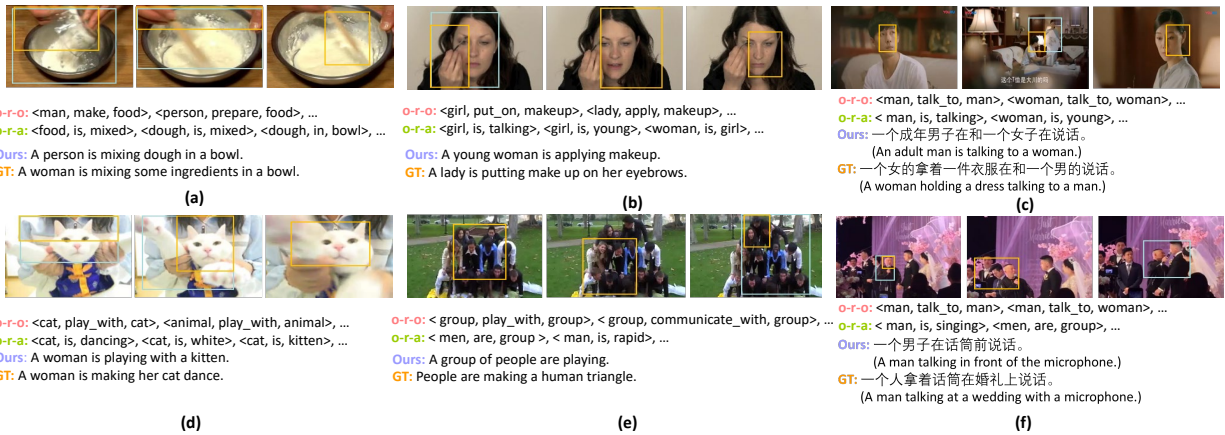 o-r-o: <man, make, food>, <person, prepare, food>, ...
o-r-a: <food, is, mixed>, <dough, is, mixed>, <dough, in, bowl>, ...
Ours: A person is mixing dough in a bowl.
GT: A woman is mixing some ingredients in a bowl.
(a)
o-r-o: <girl, put_on, makeup>, <lady, apply, makeup>, ...
o-r-a: <girl, is, talking>, <girl, is, young>, <woman, is, girl>, ...
Ours: A young woman is applying makeup.
GT: A lady is putting make up on her eyebrows.
(b)
o-r-o: <man, talk_to, man>, <woman, talk_to, woman>, ...
o-r-a: < man, is, talking>, <woman, is, young>, ...
Ours: 一个成年男子在和一个女子在说话。
(An adult man is talking to a woman.)
GT: 一个女的拿着一件衣服在和一个男的说话。
(A woman holding a dress talking to a man.)
(c)
o-r-o: <cat, play_with, cat>, <animal, play_with, animal>, ...
o-r-a: <cat, is, dancing>, <cat, is, white>, <cat, is, kitten>, ...
Ours: A woman is playing with a kitten.
GT: A woman is making her cat dance.
(d)
o-r-o: < group, play_with, group>, < group, communicate_with, group>, ...
o-r-a: < men, are, group >, < man, is, rapid>, ...
Ours: A group of people are playing.
GT: People are making a human triangle.
(e)
o-r-o: <man, talk_to, man>, <man, talk_to, woman>, ...
o-r-a: < man, is, singing>, <men, are, group>, ...
Ours: 一个男子在话筒前说话。
(A man talking in front of the microphone.)
GT: 一个人拿着话筒在婚礼上说话。
(A man talking at a wedding with a microphone.)
(f)